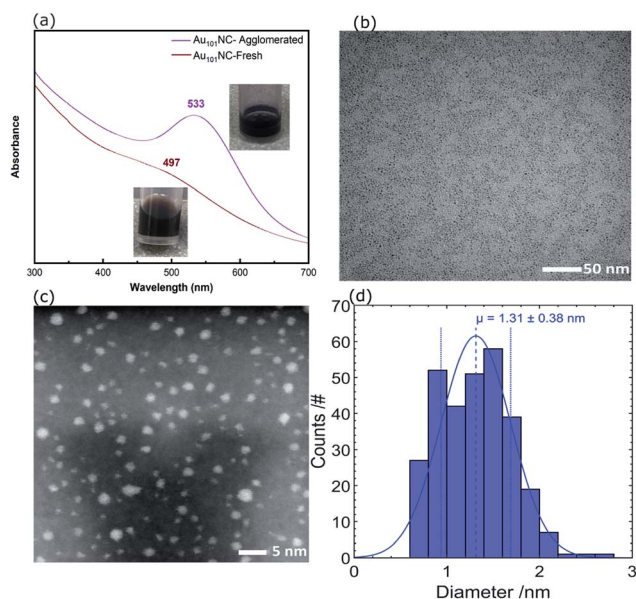 (a)
Au101NC- Agglomerated
Au101NC-Fresh
533
497
Absorbance
300
400
500
600
700
Wavelength (nm)
(b)
50 nm
(c)
5 nm
(d)
μ = 1.31 ± 0.38 nm
70
60
50
40
30
20
10
0
Counts /#
0
1
2
3
Diameter /nm